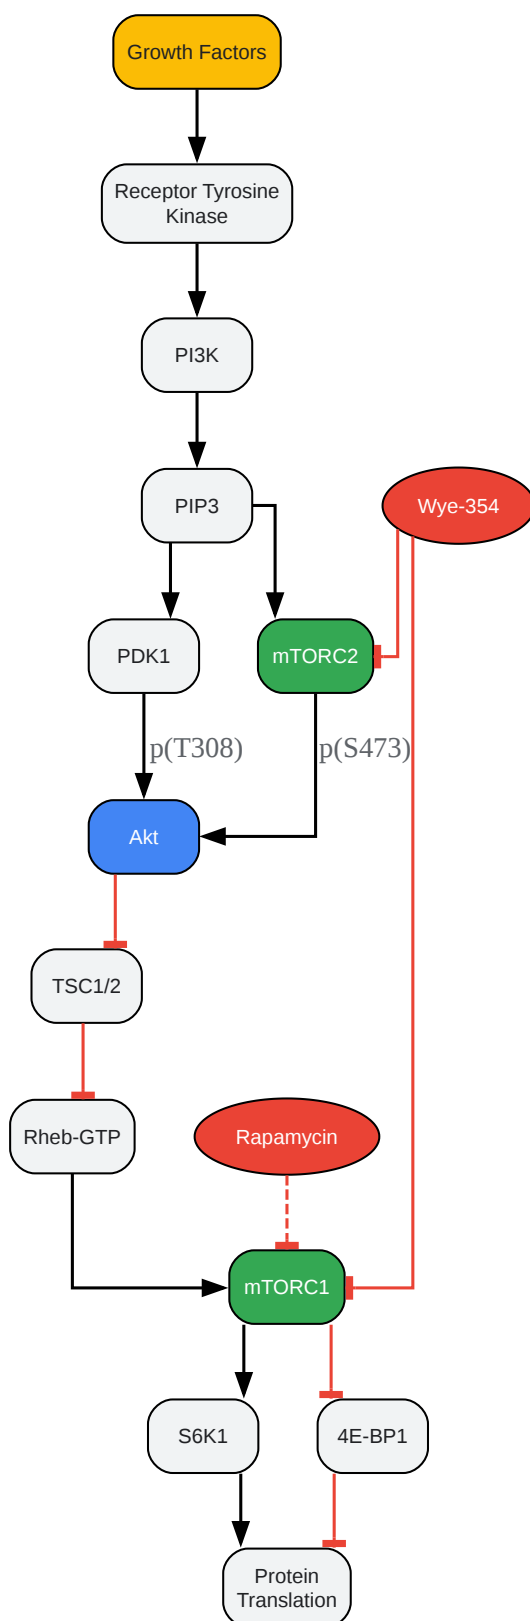 Growth Factors
Receptor Tyrosine
Kinase
PI3K
PIP3
Wye-354
PDK1
mTORC2
p(T308)
p(S473)
Akt
TSC1/2
Rheb-GTP
Rapamycin
mTORC1
S6K1
4E-BP1
Protein
Translation